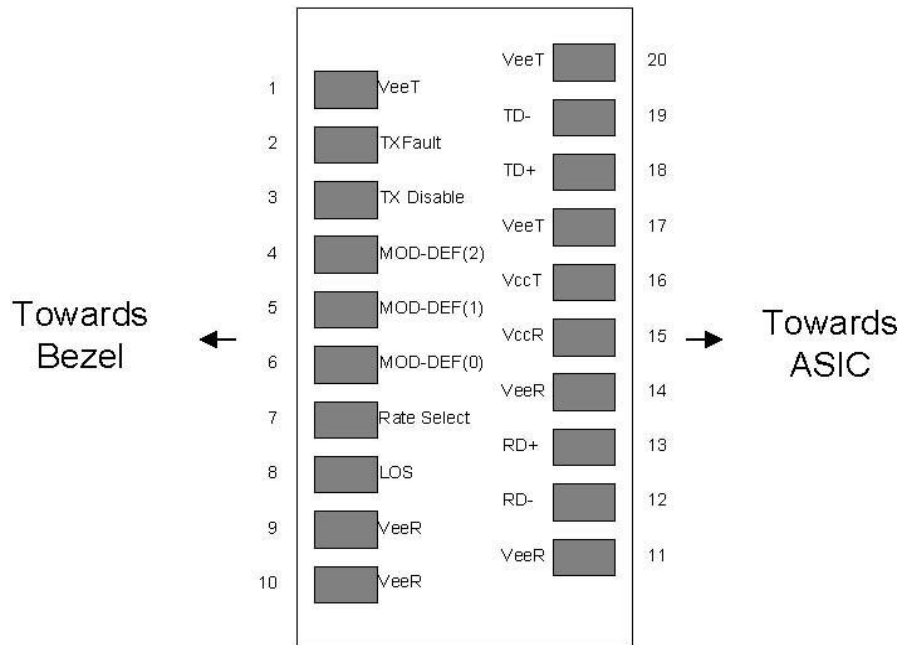 1 VeeT
2 TXFault
3 TX Disable
4 MOD-DEF(2)
5 MOD-DEF(1)
6 MOD-DEF(0)
7 Rate Select
8 LOS
9 VeeR
10 VeeR
VeeT 20
TD- 19
TD+ 18
VeeT 17
VccT 16
VccR 15
VeeR 14
RD+ 13
RD- 12
VeeR 11
Towards
Bezel
Towards
ASIC